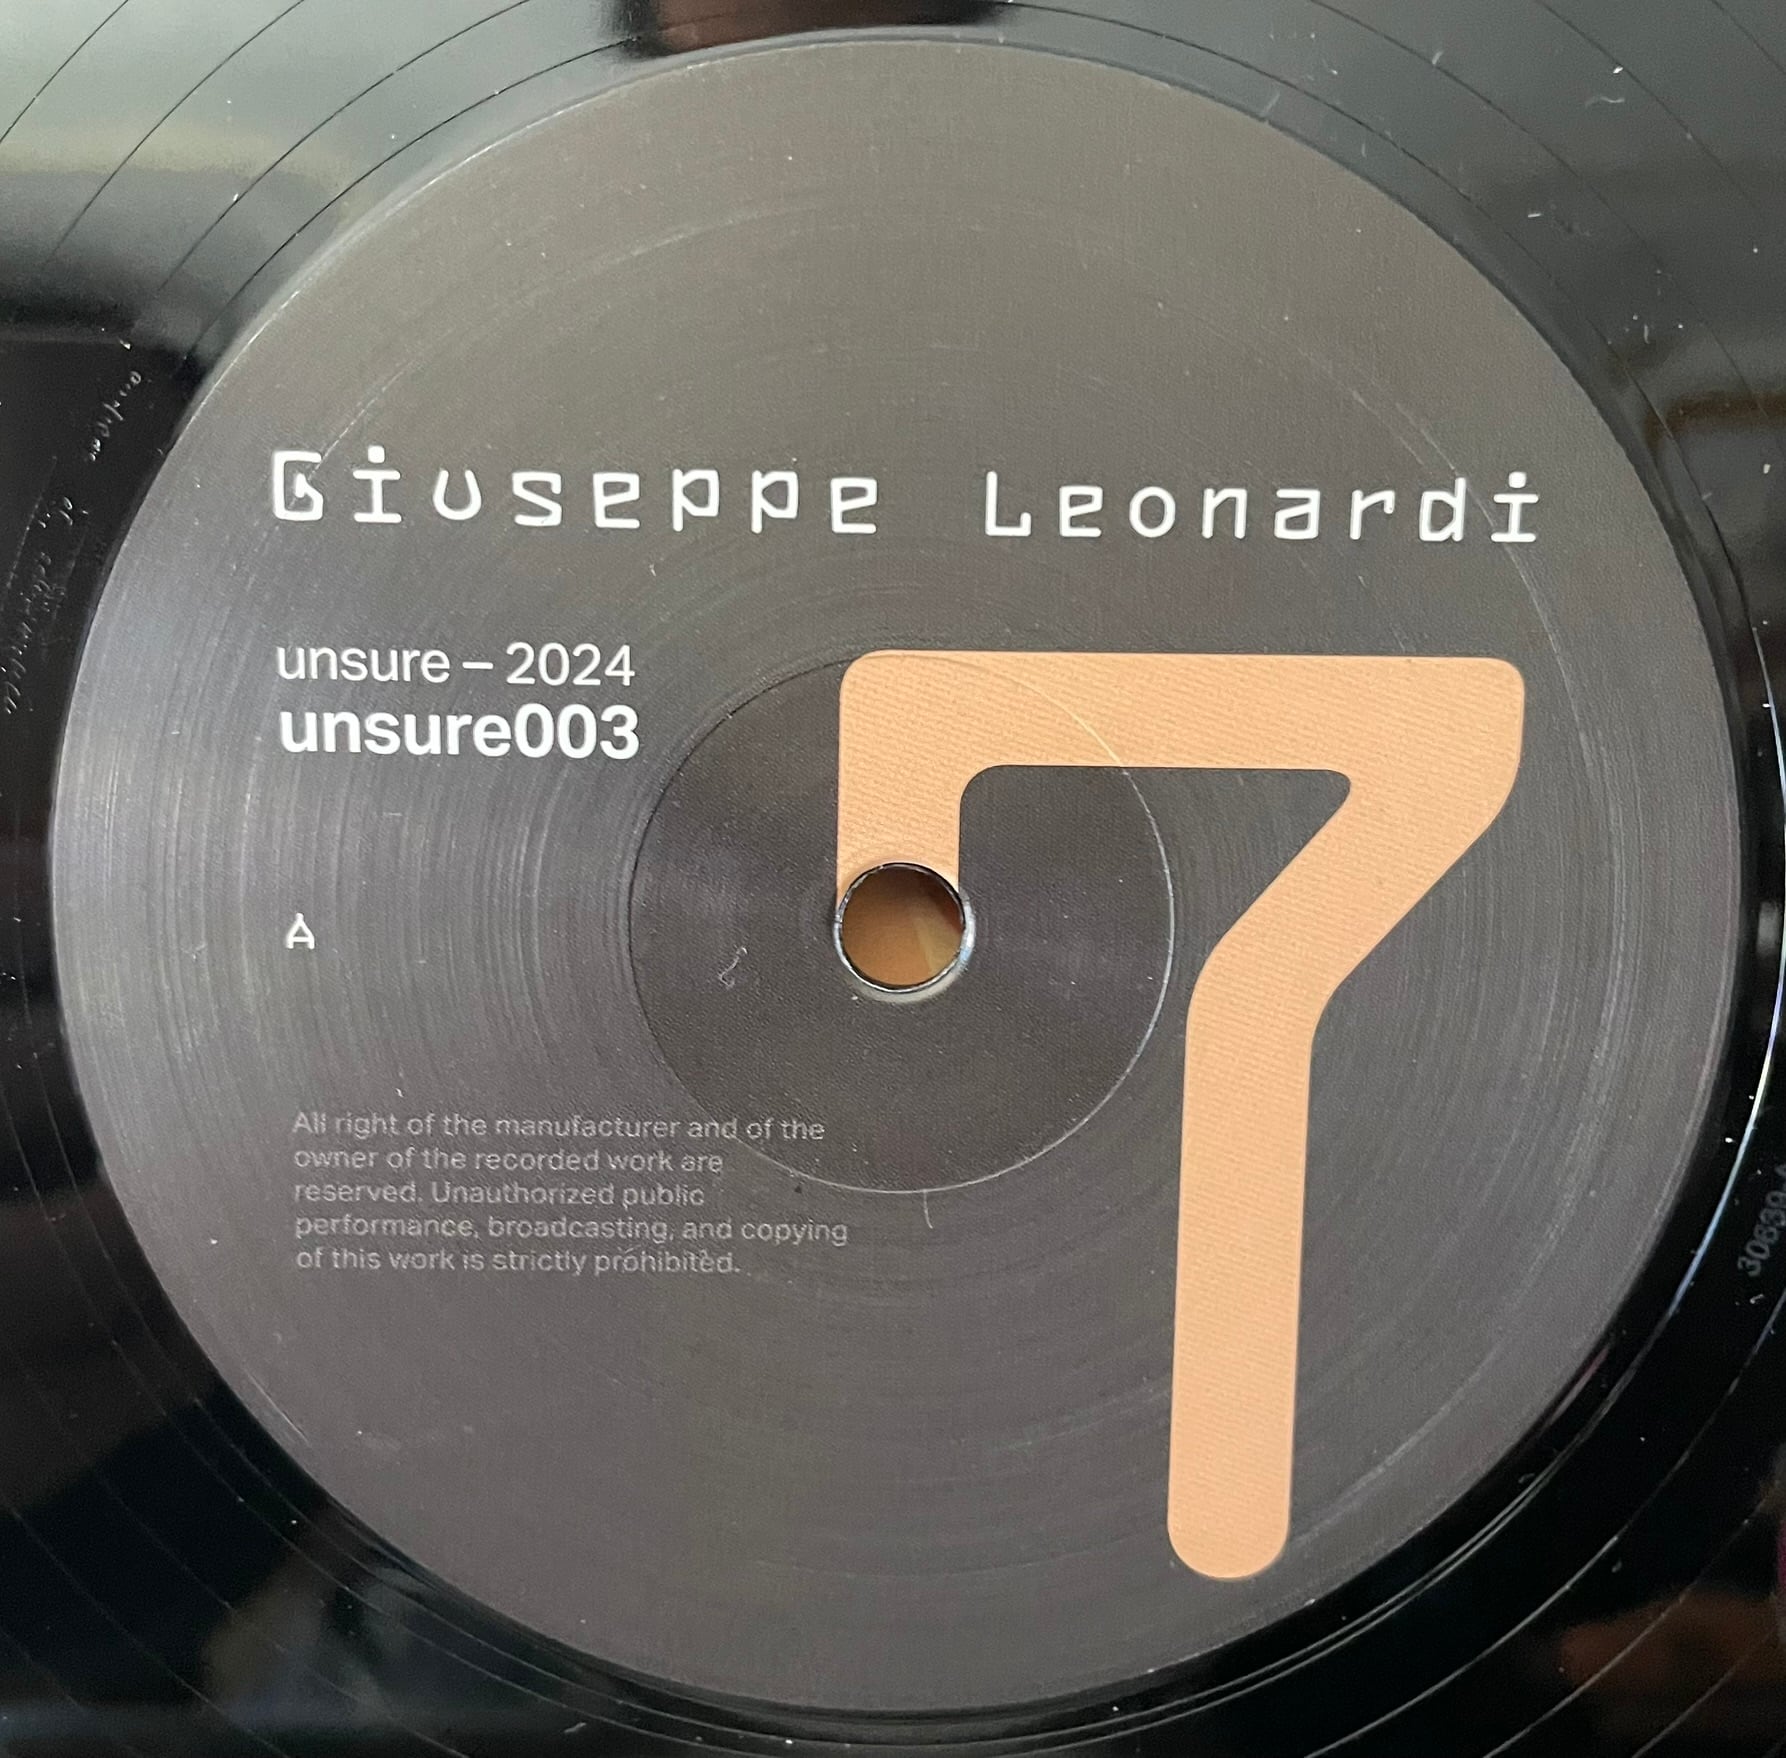 Giuseppe Leonardi
unsure – 2024
unsure003
7
A
All right of the manufacturer and of the
owner of the recorded work are
reserved. Unauthorized public
performance, broadcasting, and copying
of this work is strictly prohibited.